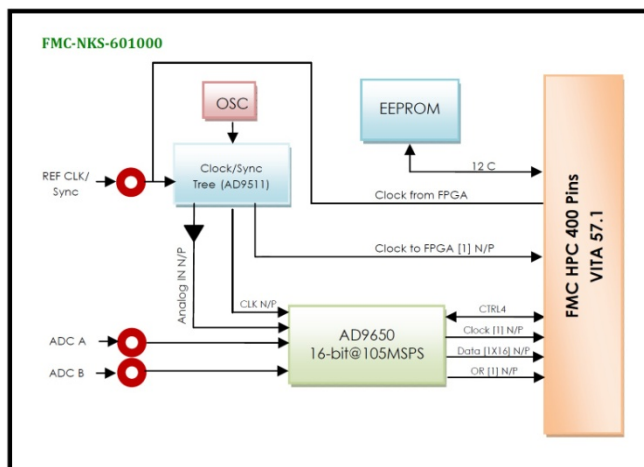 FMC-NKS-601000
OSC
EEPROM
REF CLK/
Sync
Clock/Sync
Tree (AD9511)
12 C
Clock from FPGA
Clock to FPGA [1] N/P
Analog IN N/P
CLK N/P
ADC A
ADC B
AD9650
16-bit@105MSPS
CTRL4
Clock [1] N/P
Data [1X16] N/P
OR [1] N/P
FMC HPC 400 Pins
VITA 57.1